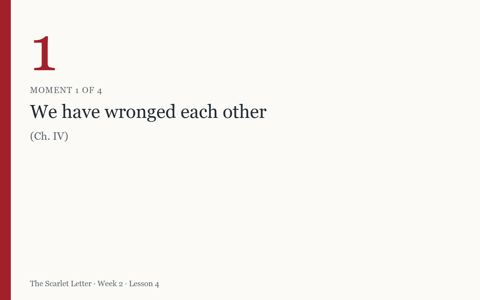 1
MOMENT 1 OF 4
We have wronged each other
(Ch. IV)
The Scarlet Letter · Week 2 · Lesson 4